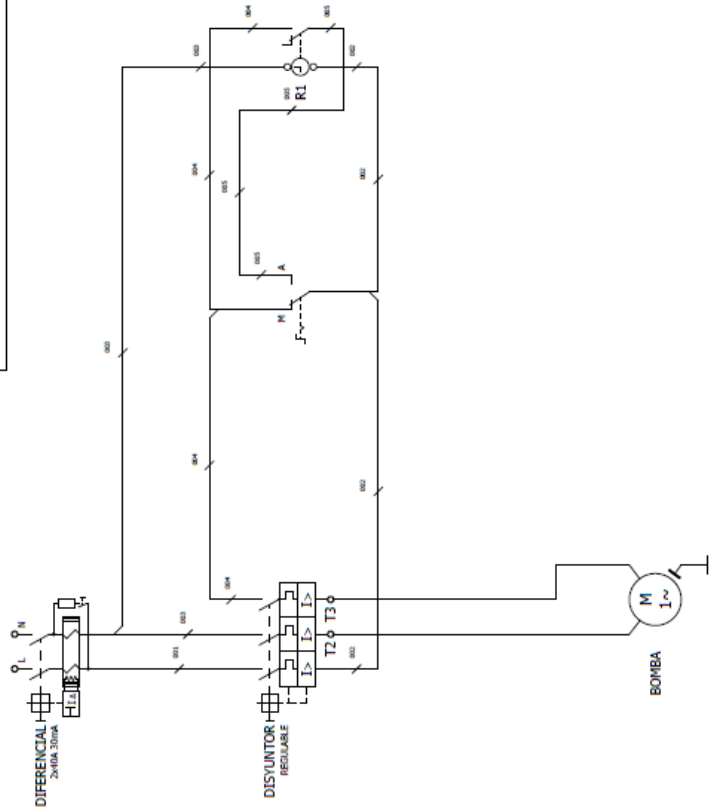 DIFERENCIAL
2x40A 30mA
L
N
I Δ
001
003
003
003
004
004
004
004
005
005
005
005
002
002
002
002
R1
A
M
DISYUNTOR
REGULABLE
I>
I>
I>
T2
T3
M
1~
BOMBA